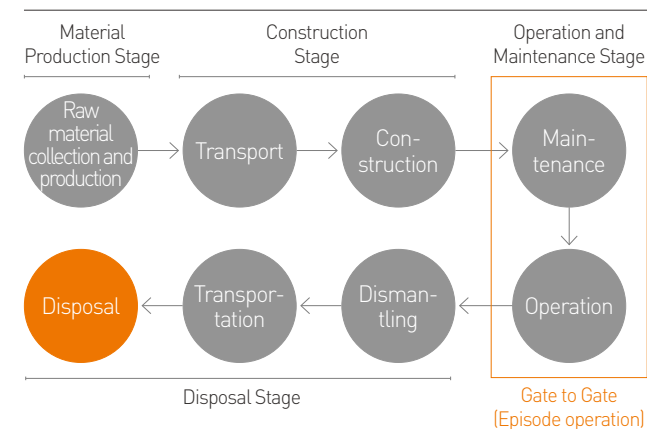 Material
Production Stage
Construction
Stage
Operation and
Maintenance Stage
Raw
material
collection and
production
Transport
Con-
struction
Main-
tenance
Disposal
Transpor-
tation
Disman-
tling
Operation
Disposal Stage
Gate to Gate
(Episode operation)